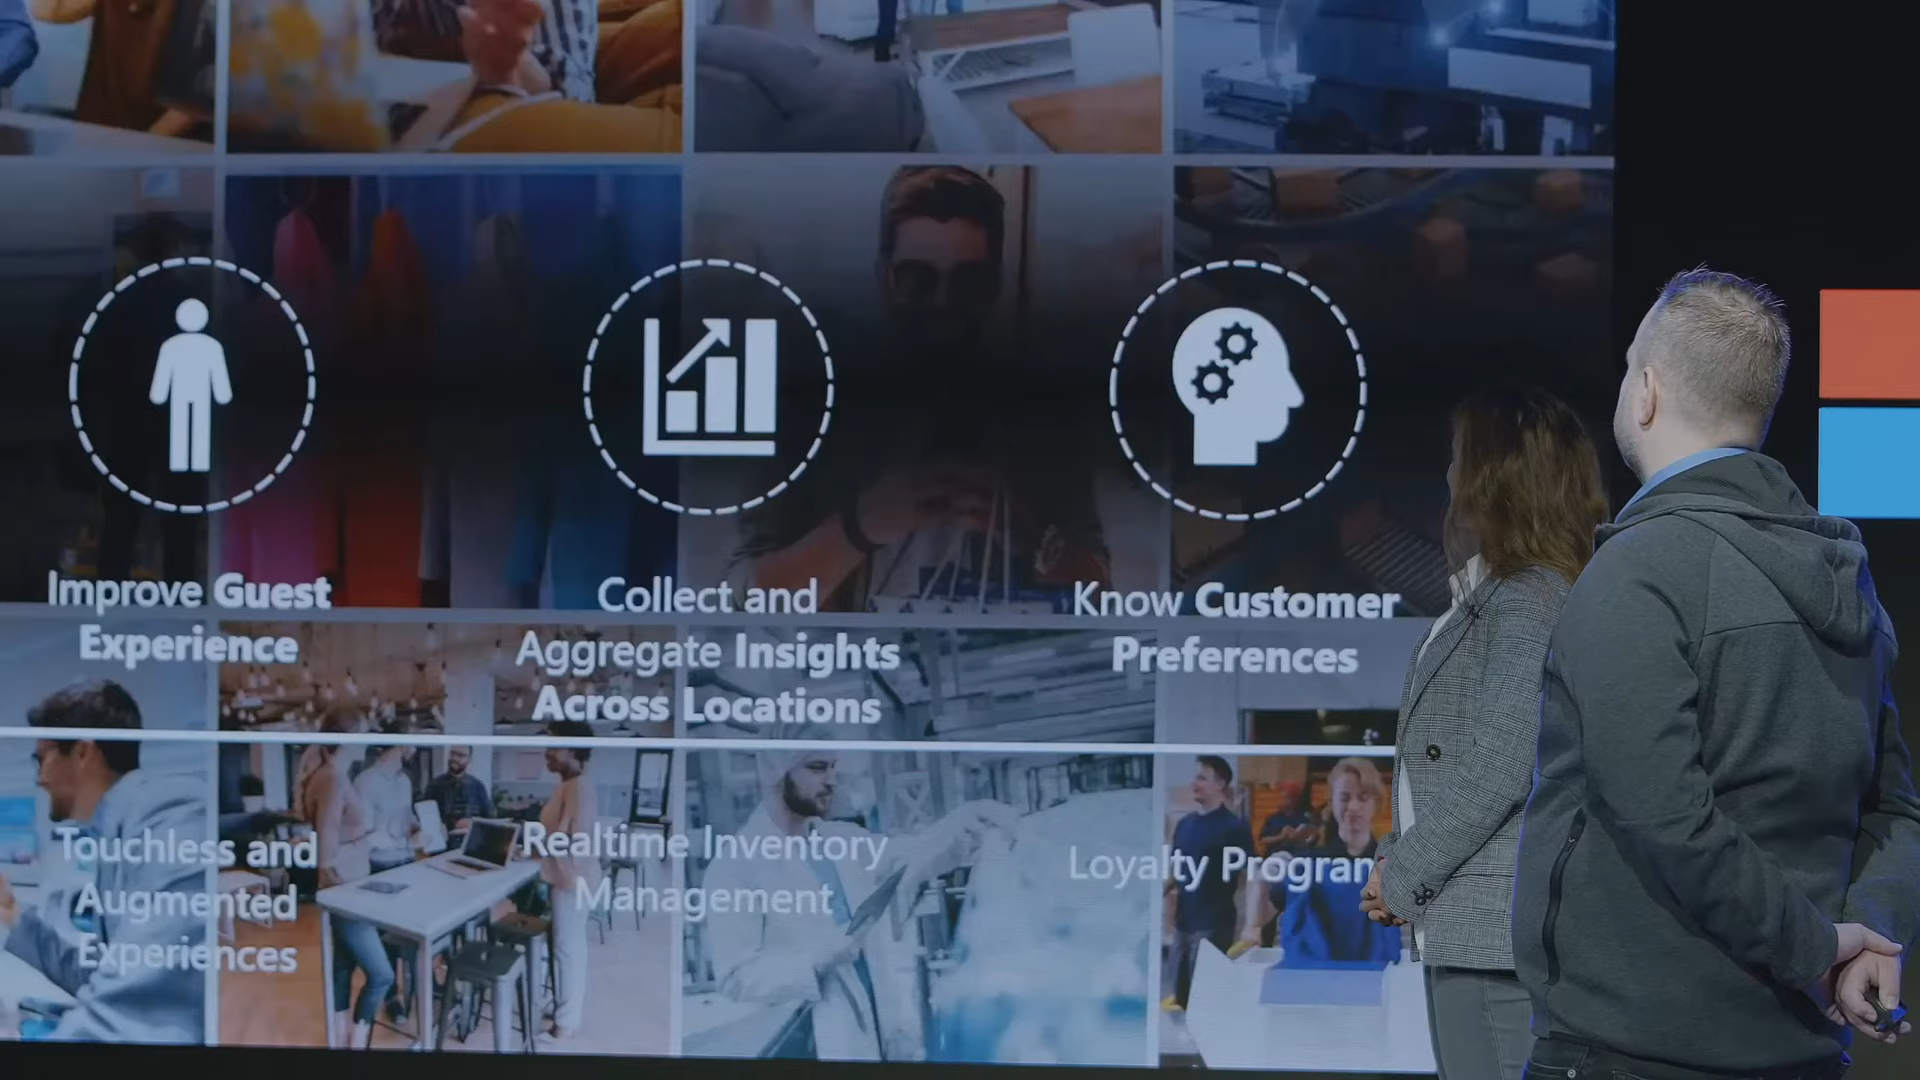 Improve Guest
Experience
Collect and
Aggregate Insights
Across Locations
Know Customer
Preferences
Touchless and
Augmented
Experiences
Realtime Inventory
Management
Loyalty Program